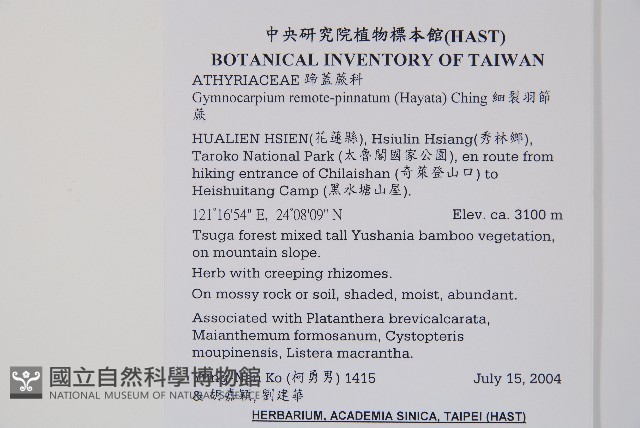 中央研究院植物標本館(HAST)
BOTANICAL INVENTORY OF TAIWAN
ATHYRIACEAE 蹄蓋蕨科
Gymnocarpium remote-pinnatum (Hayata) Ching 細裂羽節
蕨
HUALIEN HSIEN(花蓮縣), Hsiulin Hsiang(秀林鄉),
Taroko National Park (太魯閣國家公園), en route from
hiking entrance of Chilaishan (奇萊登山口) to
Heishuitang Camp (黑水塘山屋).
121°16'54" E, 24°08'09" N Elev. ca. 3100 m
Tsuga forest mixed tall Yushania bamboo vegetation,
on mountain slope.
Herb with creeping rhizomes.
On mossy rock or soil, shaded, moist, abundant.
Associated with Platanthera brevicalcarata,
Maianthemum formosanum, Cystopteris
moupinensis, Listera macrantha.
Ko (柯勇男) 1415 July 15, 2004
& 劉建華
HERBARIUM, ACADEMIA SINICA, TAIPEI (HAST)
國立自然科學博物館
NATIONAL MUSEUM OF NATURAL SCIENCE